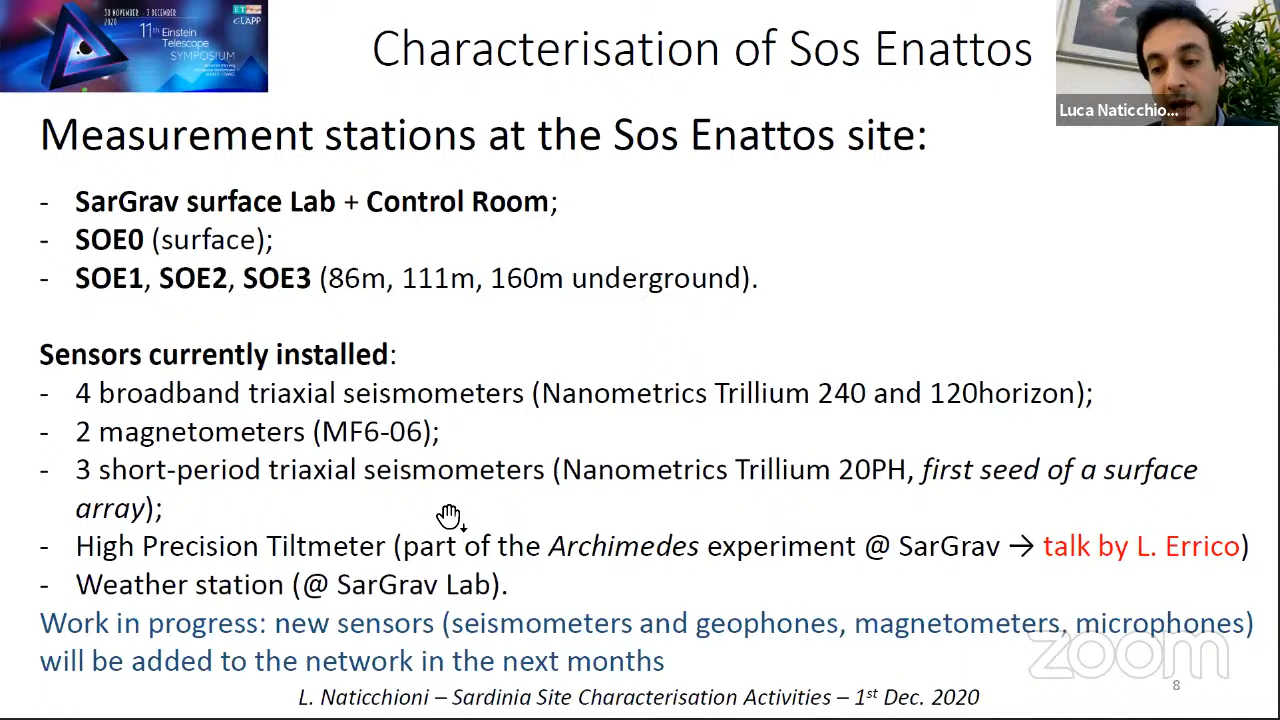 30 NOVEMBER - 3 DECEMBER
2020
11th Einstein
Telescope
SYMPOSIUM
ET
LAPP
Characterisation of Sos Enattos
Luca Naticchio...
Measurement stations at the Sos Enattos site:
- SarGrav surface Lab + Control Room;
- SOE0 (surface);
- SOE1, SOE2, SOE3 (86m, 111m, 160m underground).
Sensors currently installed:
- 4 broadband triaxial seismometers (Nanometrics Trillium 240 and 120horizon);
- 2 magnetometers (MF6-06);
- 3 short-period triaxial seismometers (Nanometrics Trillium 20PH, first seed of a surface
array);
- High Precision Tiltmeter (part of the Archimedes experiment @ SarGrav → talk by L. Errico)
- Weather station (@ SarGrav Lab).
Work in progress: new sensors (seismometers and geophones, magnetometers, microphones)
will be added to the network in the next months
zoom
L. Naticchioni – Sardinia Site Characterisation Activities – 1st Dec. 2020
8